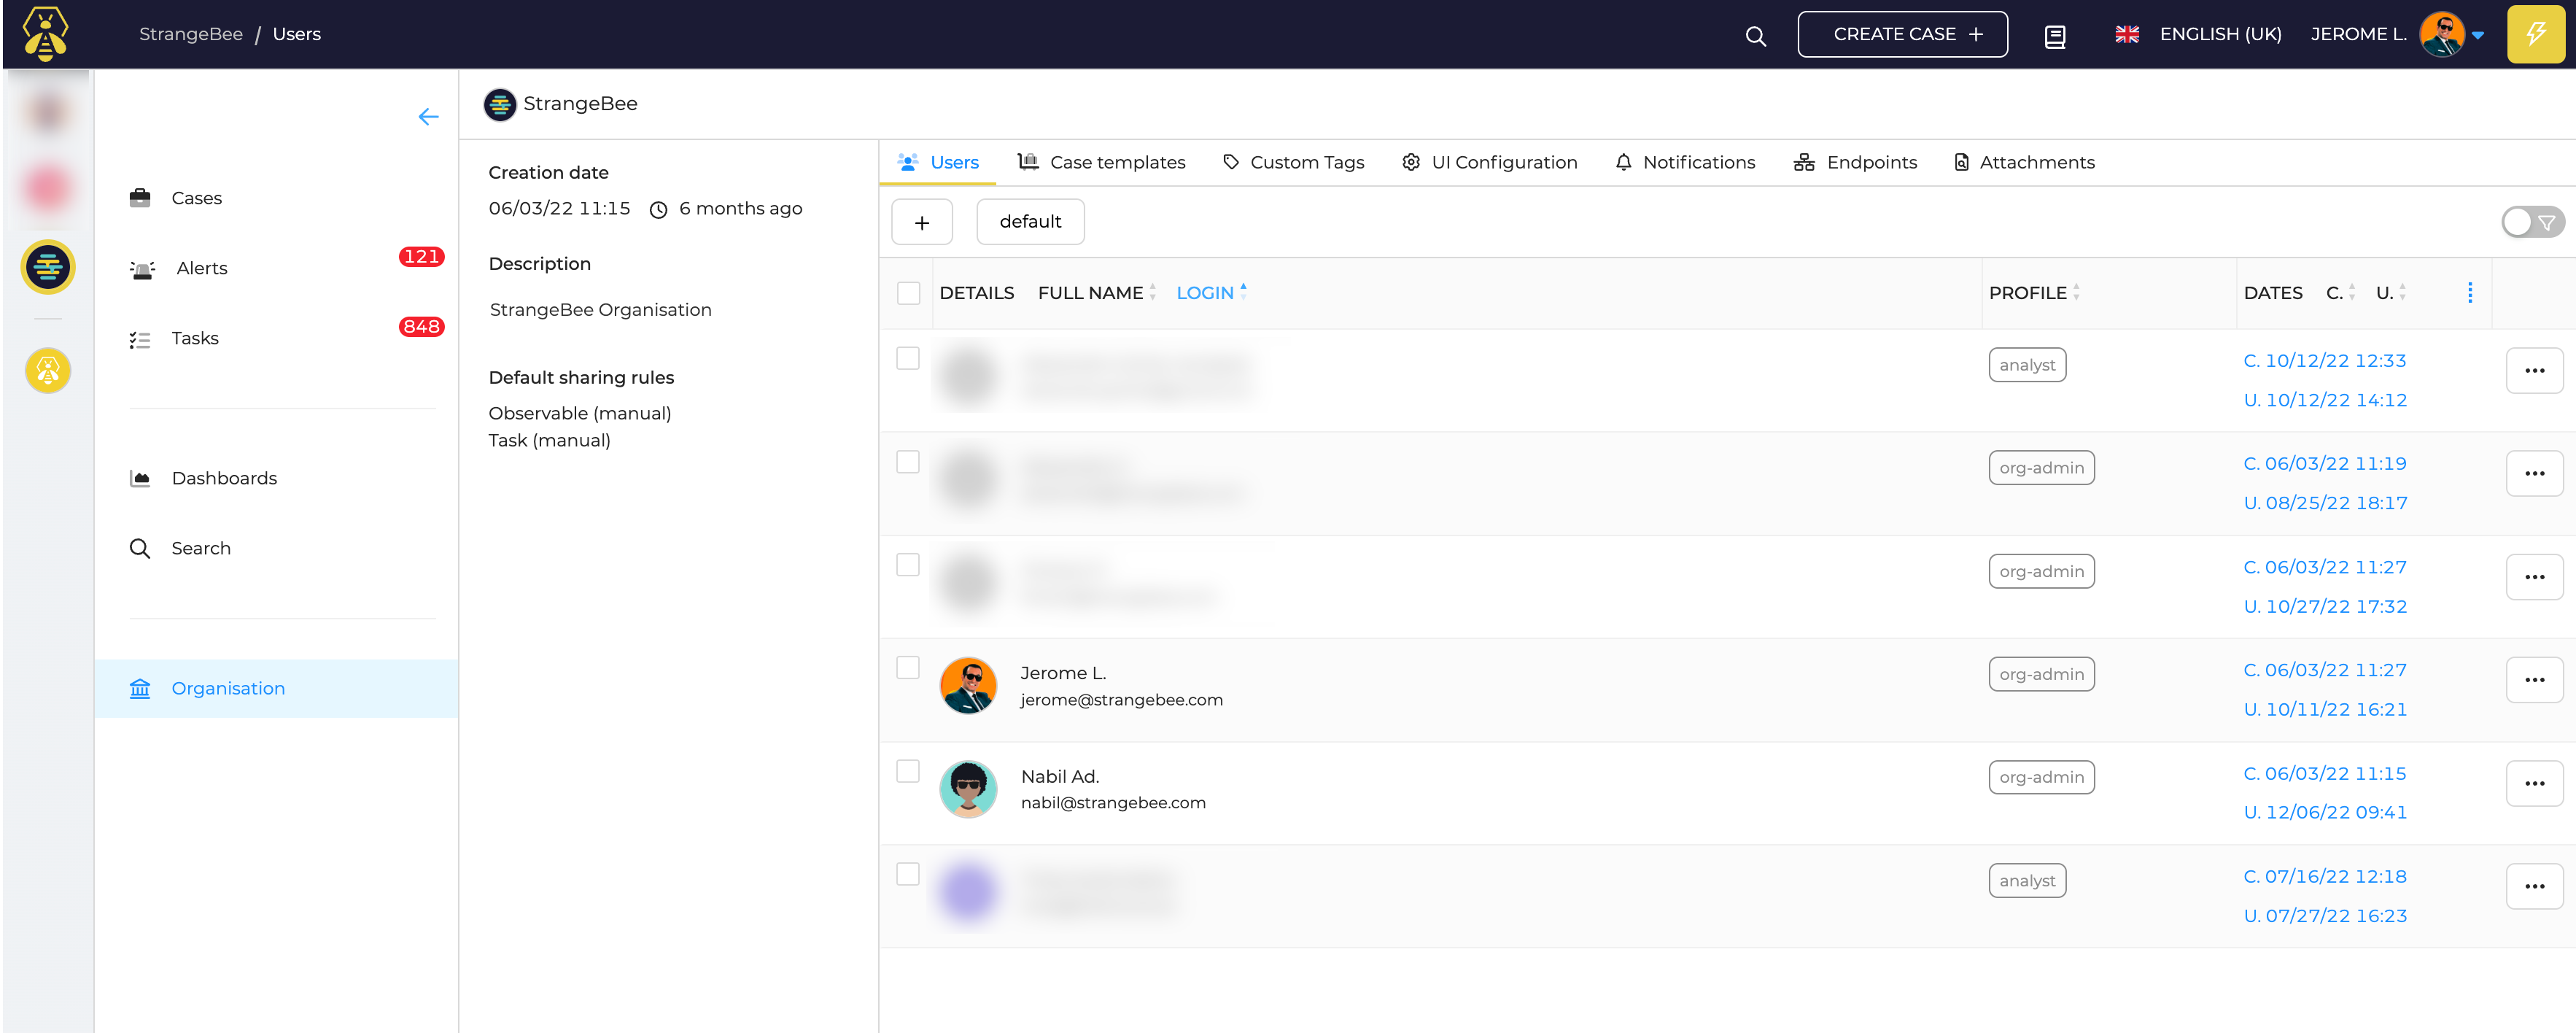 StrangeBee / Users
CREATE CASE +
ENGLISH (UK)
JEROME L.
Cases
Alerts
121
Tasks
848
Dashboards
Search
Organisation
StrangeBee
Creation date
06/03/22 11:15 6 months ago
Description
StrangeBee Organisation
Default sharing rules
Observable (manual)
Task (manual)
Users Case templates Custom Tags UI Configuration Notifications Endpoints Attachments
+ default
DETAILS FULL NAME LOGIN PROFILE DATES C. U.
analyst
C. 10/12/22 12:33
U. 10/12/22 14:12
org-admin
C. 06/03/22 11:19
U. 08/25/22 18:17
org-admin
C. 06/03/22 11:27
U. 10/27/22 17:32
Jerome L.
jerome@strangebee.com
org-admin
C. 06/03/22 11:27
U. 10/11/22 16:21
Nabil Ad.
nabil@strangebee.com
org-admin
C. 06/03/22 11:15
U. 12/06/22 09:41
analyst
C. 07/16/22 12:18
U. 07/27/22 16:23